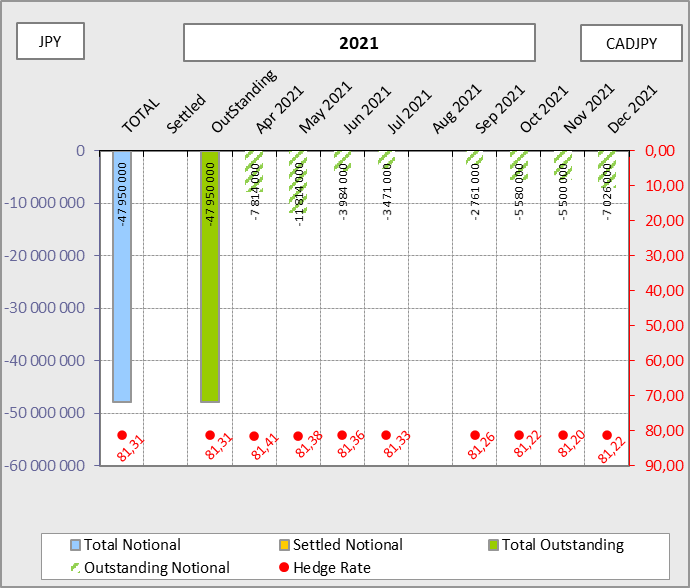 JPY
2021
CADJPY
TOTAL
Settled
OutStanding
Apr 2021
May 2021
Jun 2021
Jul 2021
Aug 2021
Sep 2021
Oct 2021
Nov 2021
Dec 2021
0
-10 000 000
-20 000 000
-30 000 000
-40 000 000
-50 000 000
-60 000 000
0,00
10,00
20,00
30,00
40,00
50,00
60,00
70,00
80,00
90,00
-47 950 000
-47 950 000
-7 814 000
-11 814 000
-3 984 000
-3 471 000
-2 761 000
-5 580 000
-5 500 000
-7 026 000
81,31
81,31
81,41
81,38
81,36
81,33
81,26
81,22
81,20
81,22
Total Notional
Settled Notional
Total Outstanding
Outstanding Notional
Hedge Rate